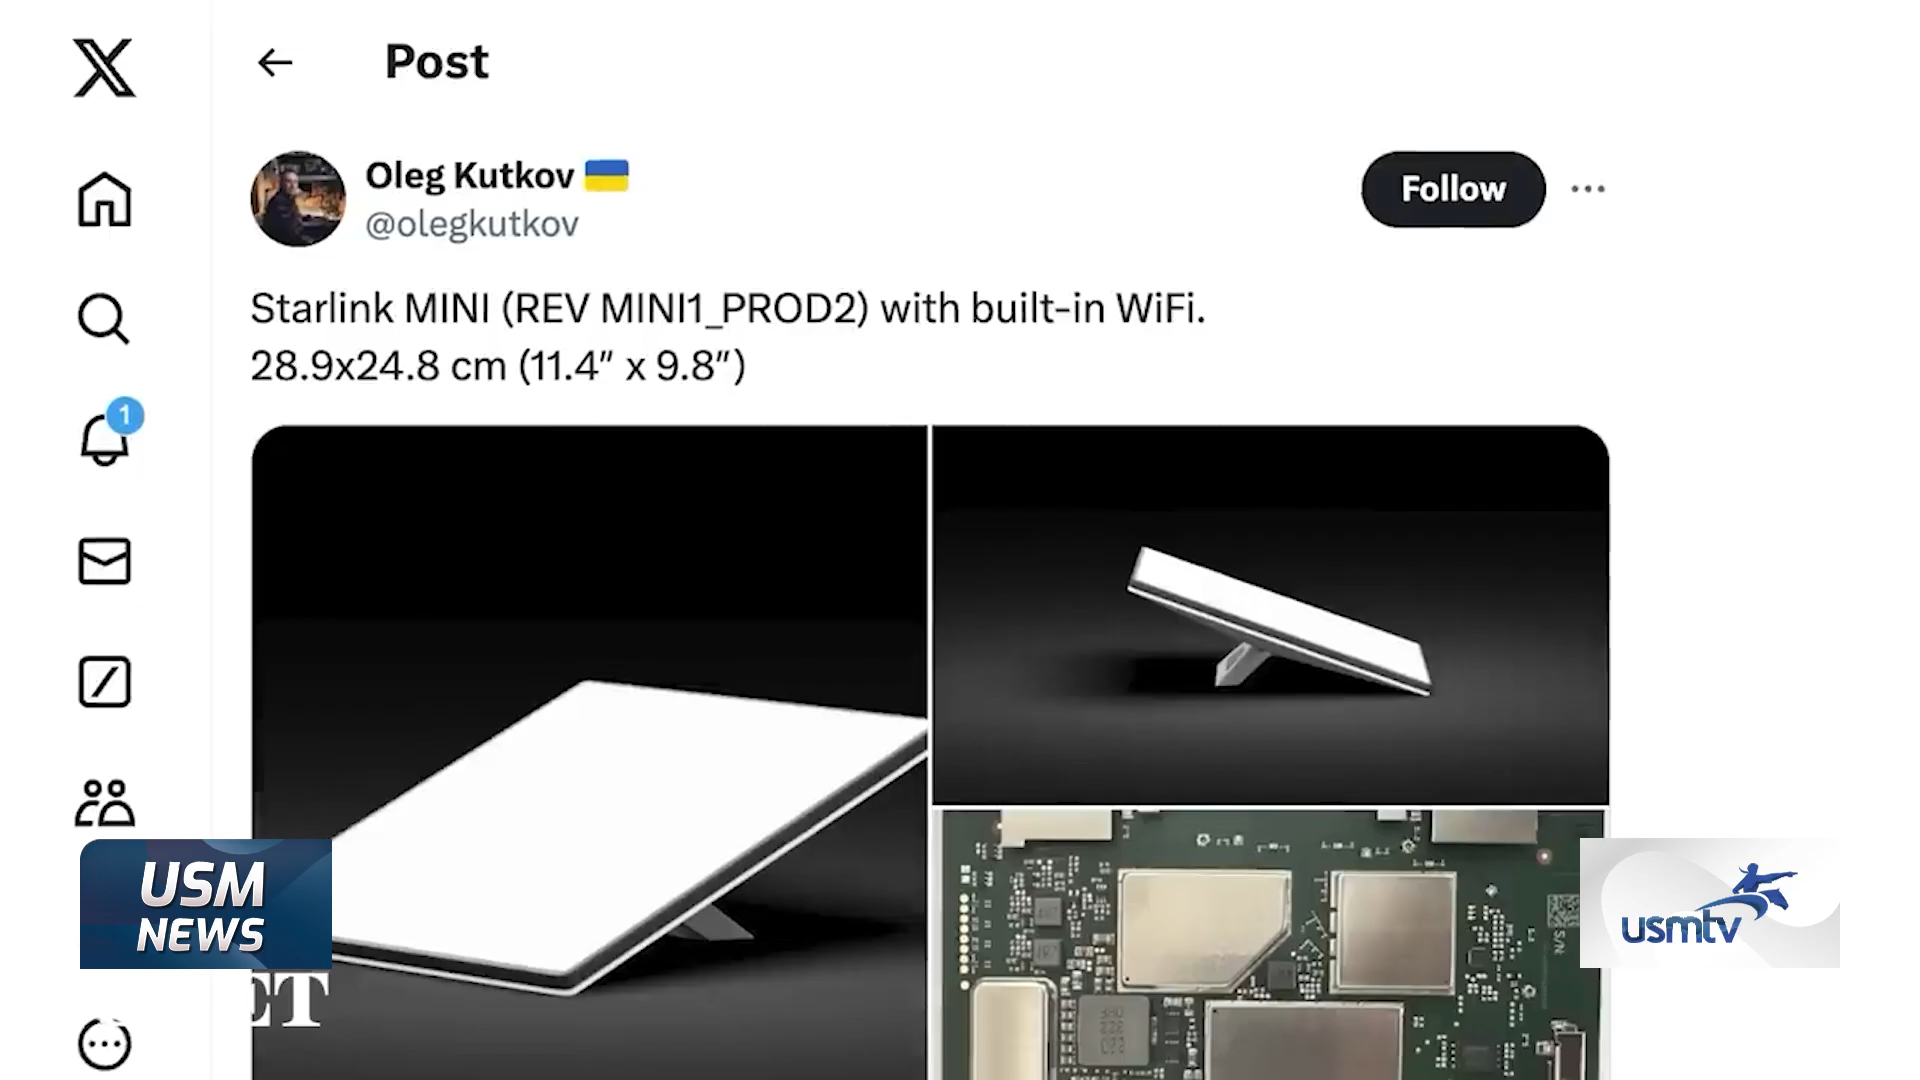 Post
Oleg Kutkov
@olegkutkov
Follow
Starlink MINI (REV MINI1_PROD2) with built-in WiFi.
28.9x24.8 cm (11.4” x 9.8”)
1
USM
NEWS
usmtv
ET
S/N